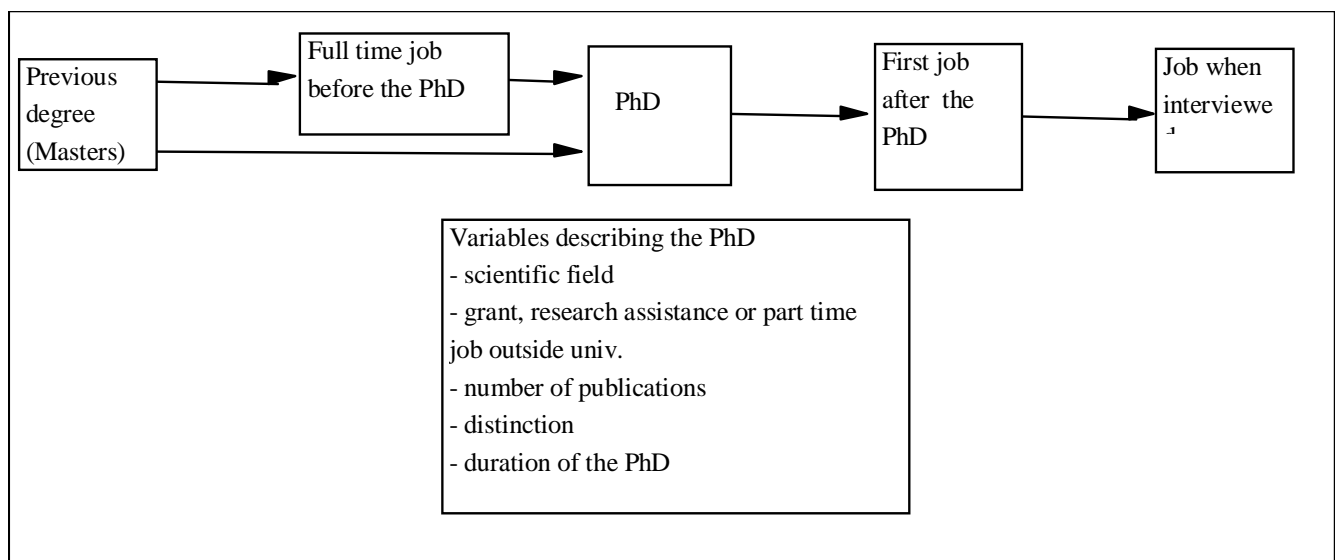 Previous
degree
(Masters)
Full time job
before the PhD
PhD
First job
after  the
PhD
Job when
interviewe
Variables describing the PhD
- scientific field
- grant, research assistance or part time
job outside univ.
- number of publications
- distinction
- duration of the PhD